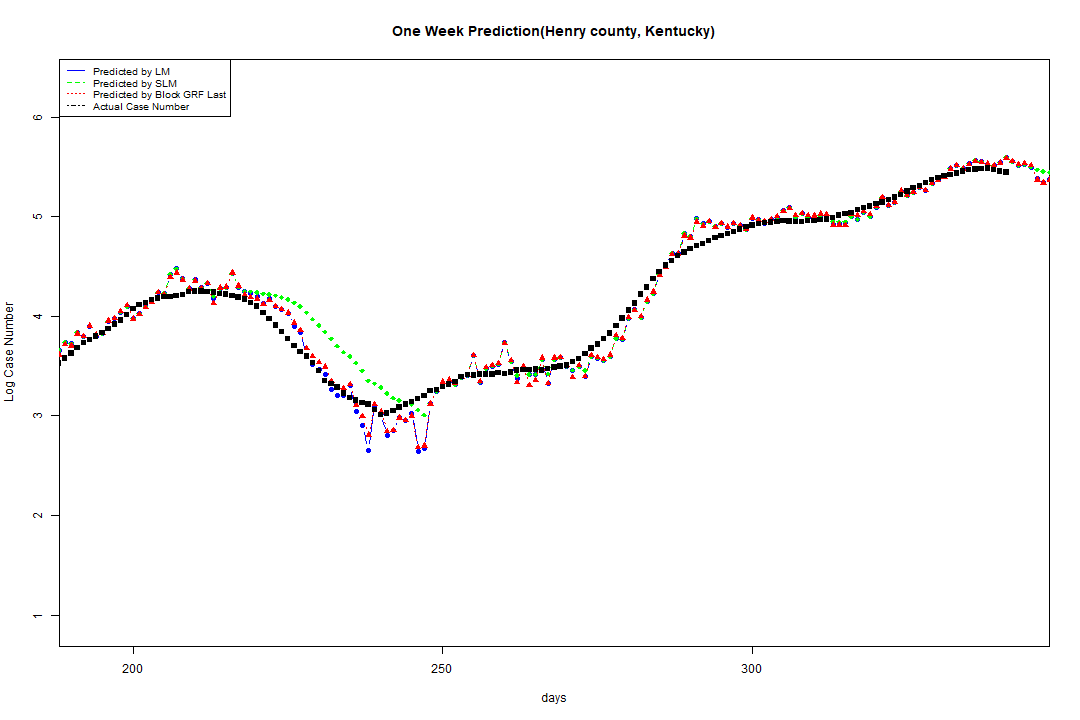 One Week Prediction(Henry county, Kentucky)
Predicted by LM
Predicted by SLM
Predicted by Block GRF Last
Actual Case Number
Log Case Number
6
5
4
3
2
1
200
250
300
days